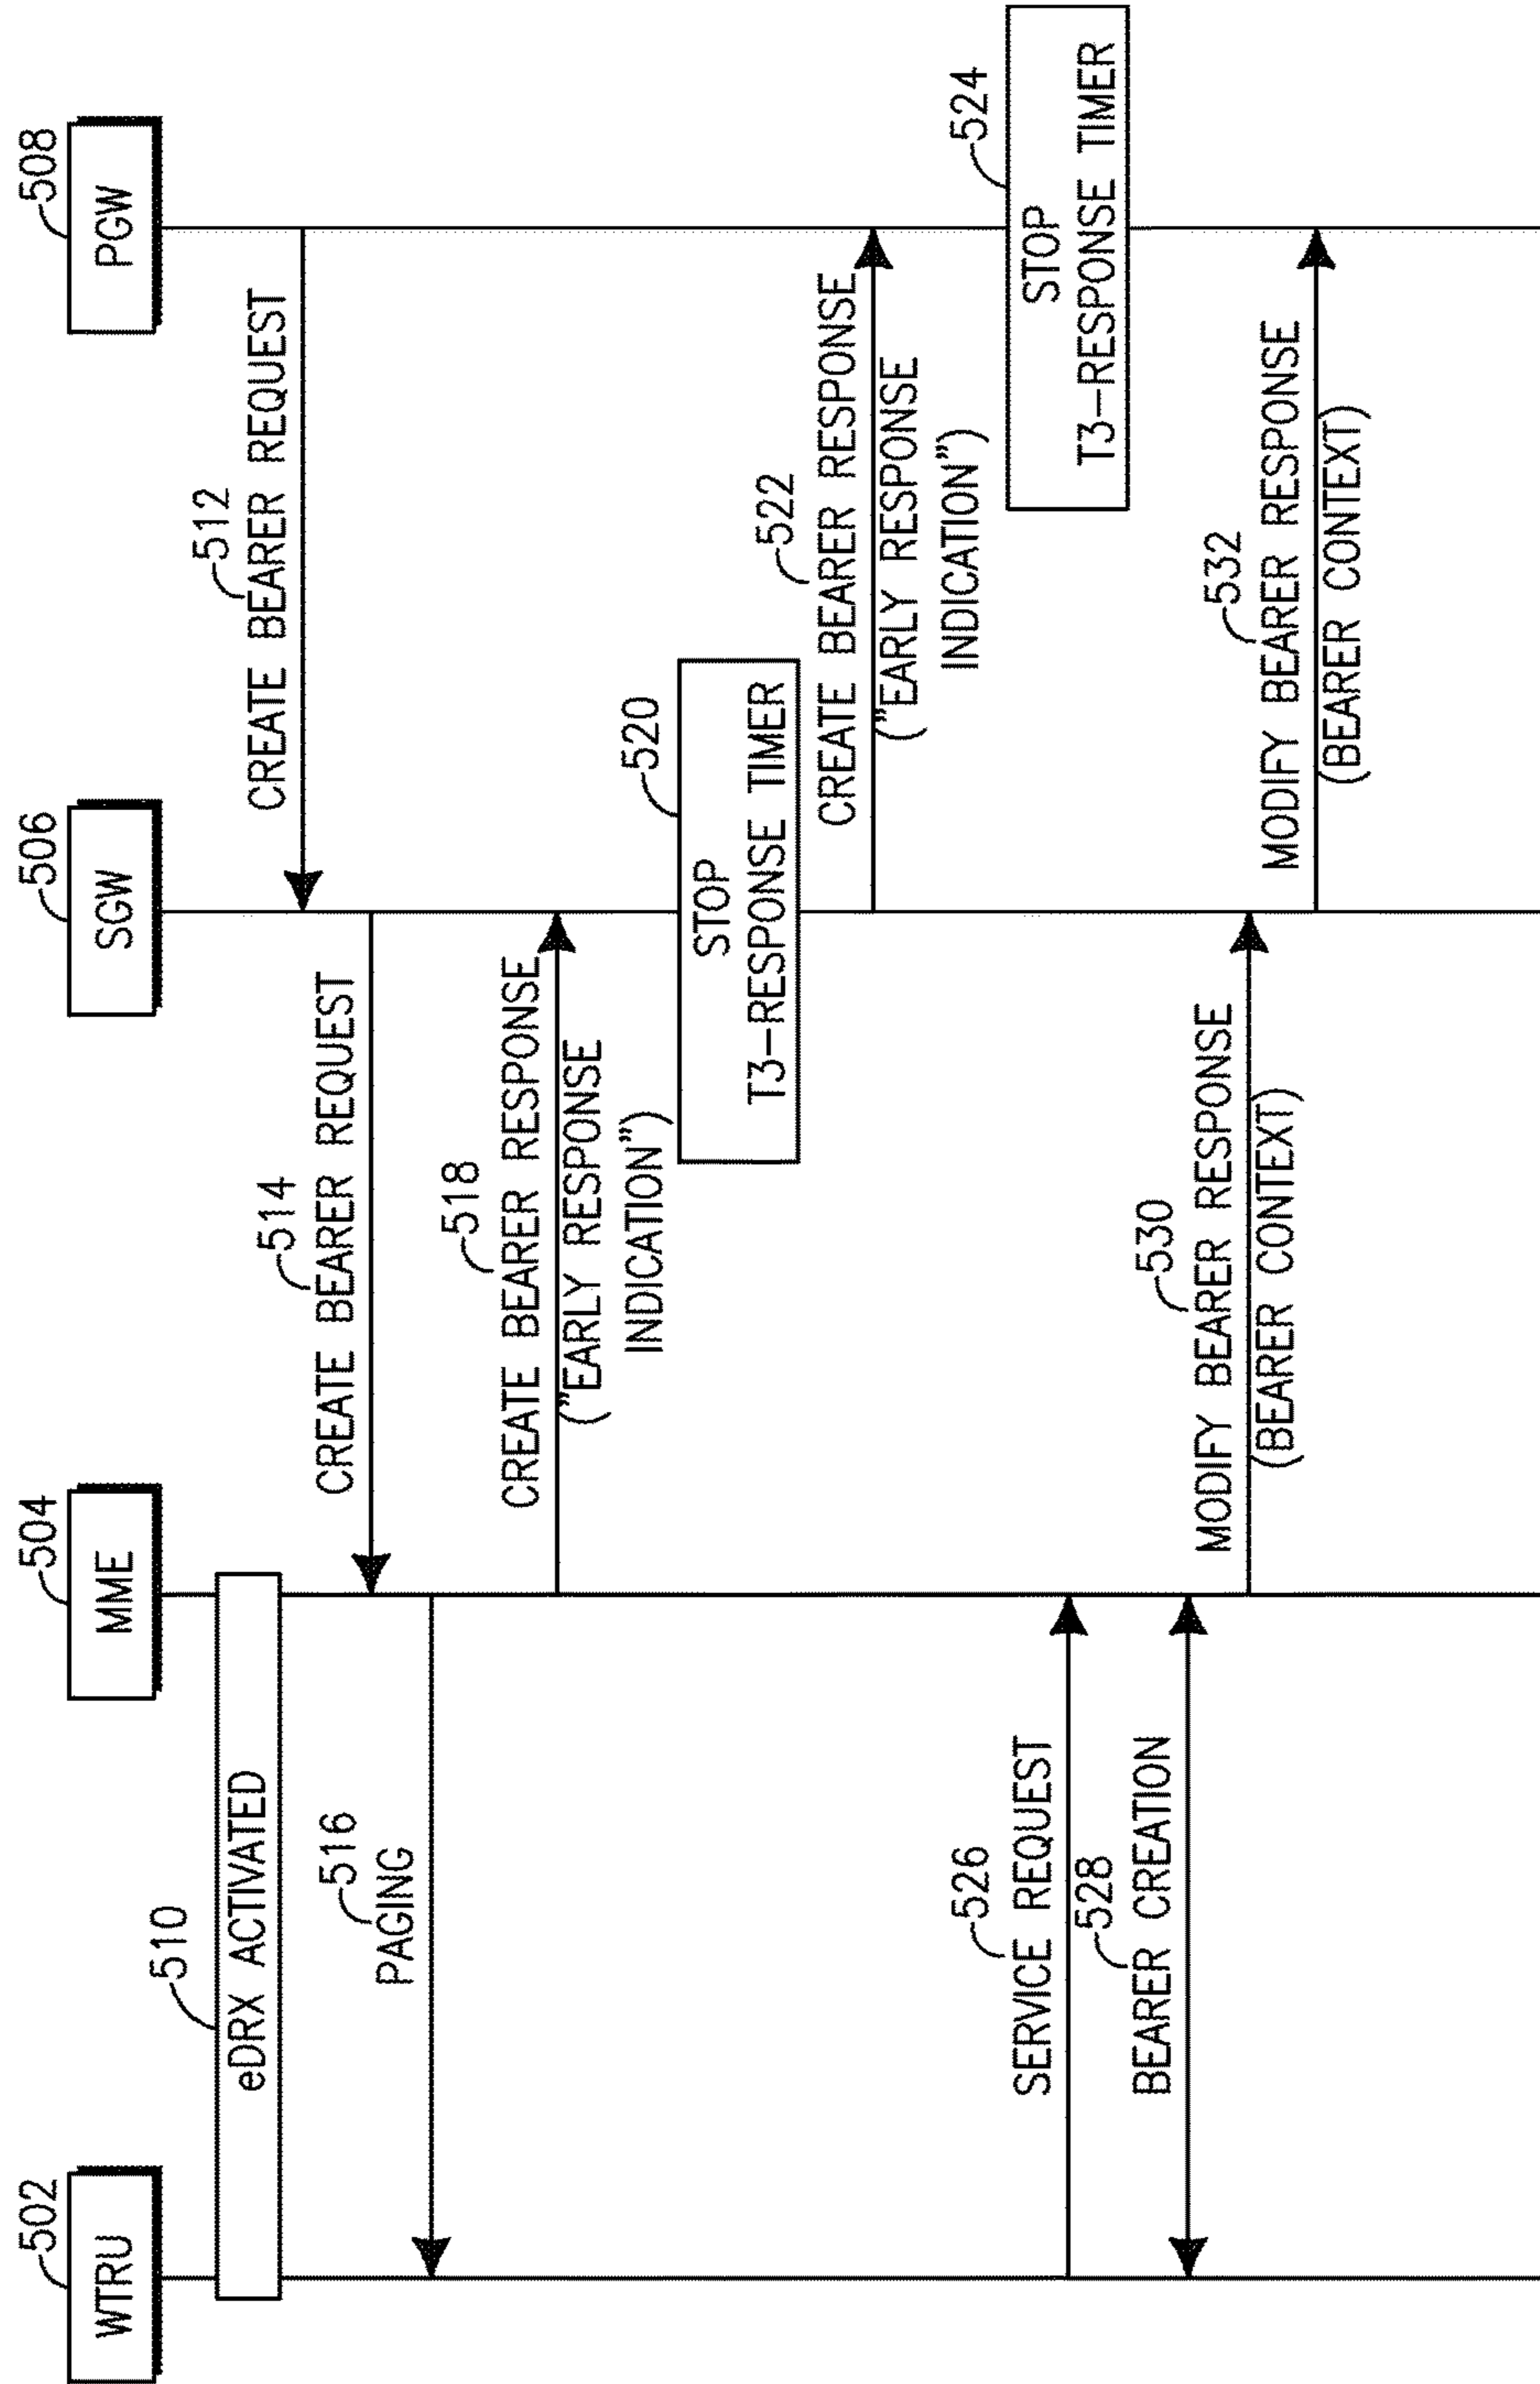 502
WTRU
504
MME
506
SGW
508
PGW
510
eDRX ACTIVATED
512
CREATE BEARER REQUEST
514
CREATE BEARER REQUEST
516
PAGING
518
CREATE BEARER RESPONSE
("EARLY RESPONSE
INDICATION")
520
STOP
T3-RESPONSE TIMER
522
CREATE BEARER RESPONSE
("EARLY RESPONSE
INDICATION")
524
STOP
T3-RESPONSE TIMER
526
SERVICE REQUEST
528
BEARER CREATION
530
MODIFY BEARER RESPONSE
(BEARER CONTEXT)
532
MODIFY BEARER RESPONSE
(BEARER CONTEXT)